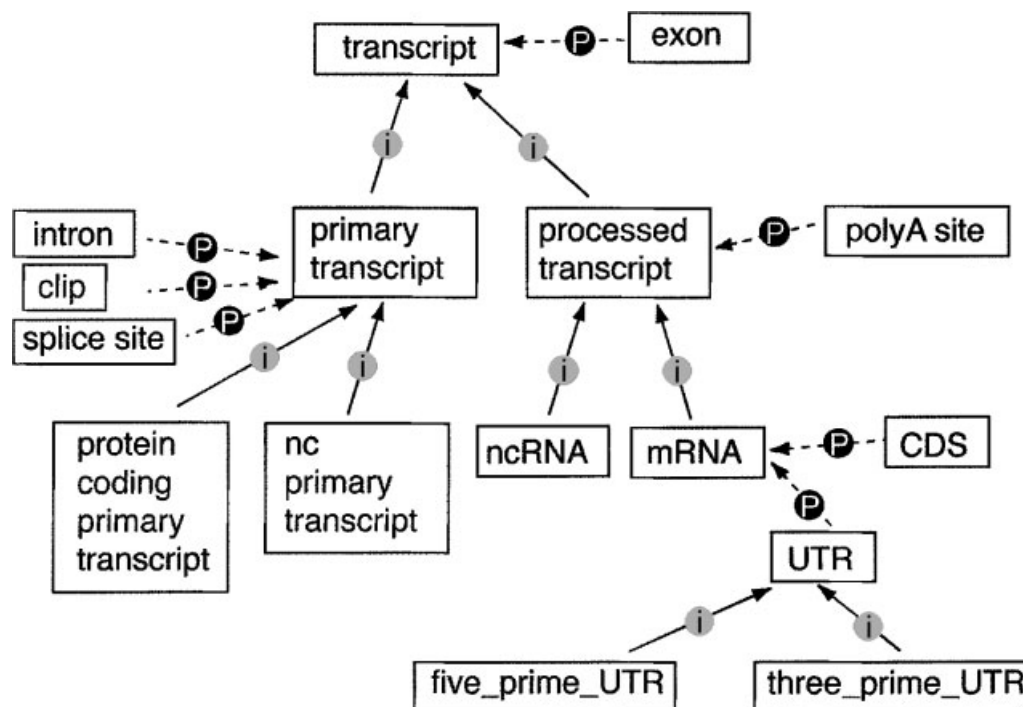 transcript
P
exon
i
i
intron
P
primary
transcript
processed
transcript
P
polyA site
clip
P
splice site
P
i
i
i
i
protein
coding
primary
transcript
nc
primary
transcript
ncRNA
mRNA
P
CDS
P
UTR
i
i
five_prime_UTR
three_prime_UTR